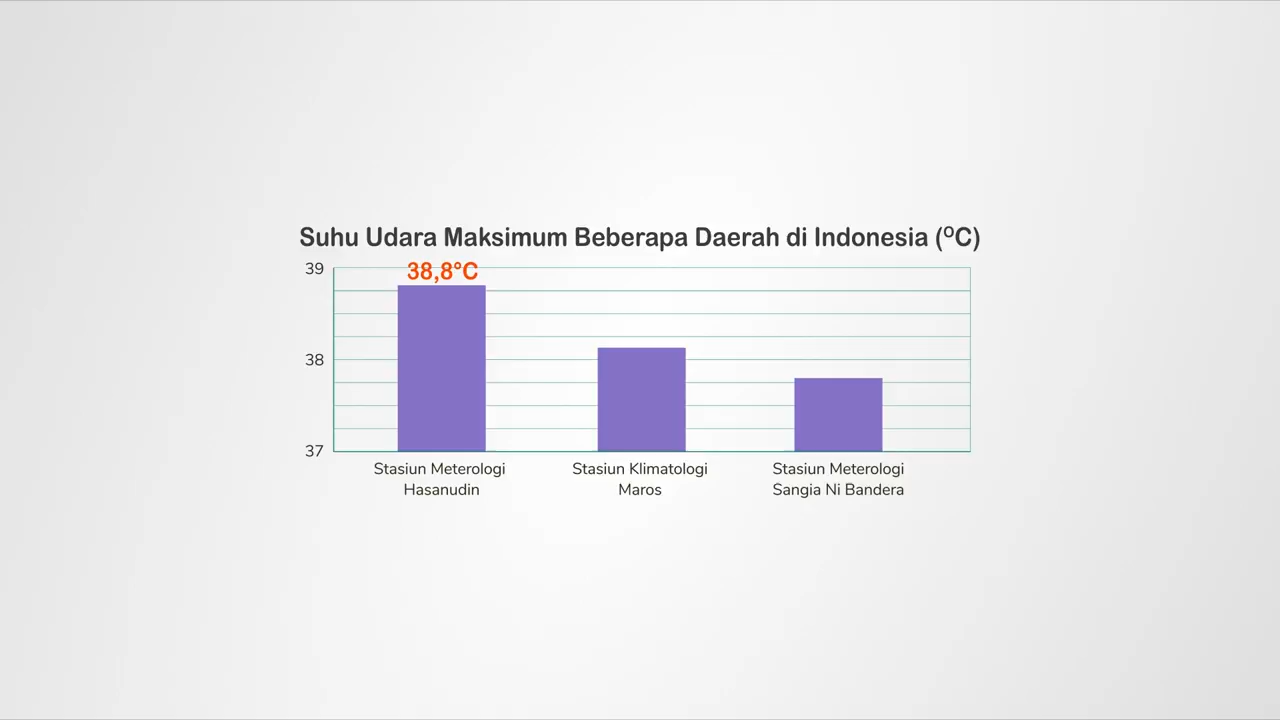 Suhu Udara Maksimum Beberapa Daerah di Indonesia (⁰C)
39
38,8°C
38
37
Stasiun Meterologi
Hasanudin
Stasiun Klimatologi
Maros
Stasiun Meterologi
Sangia Ni Bandera